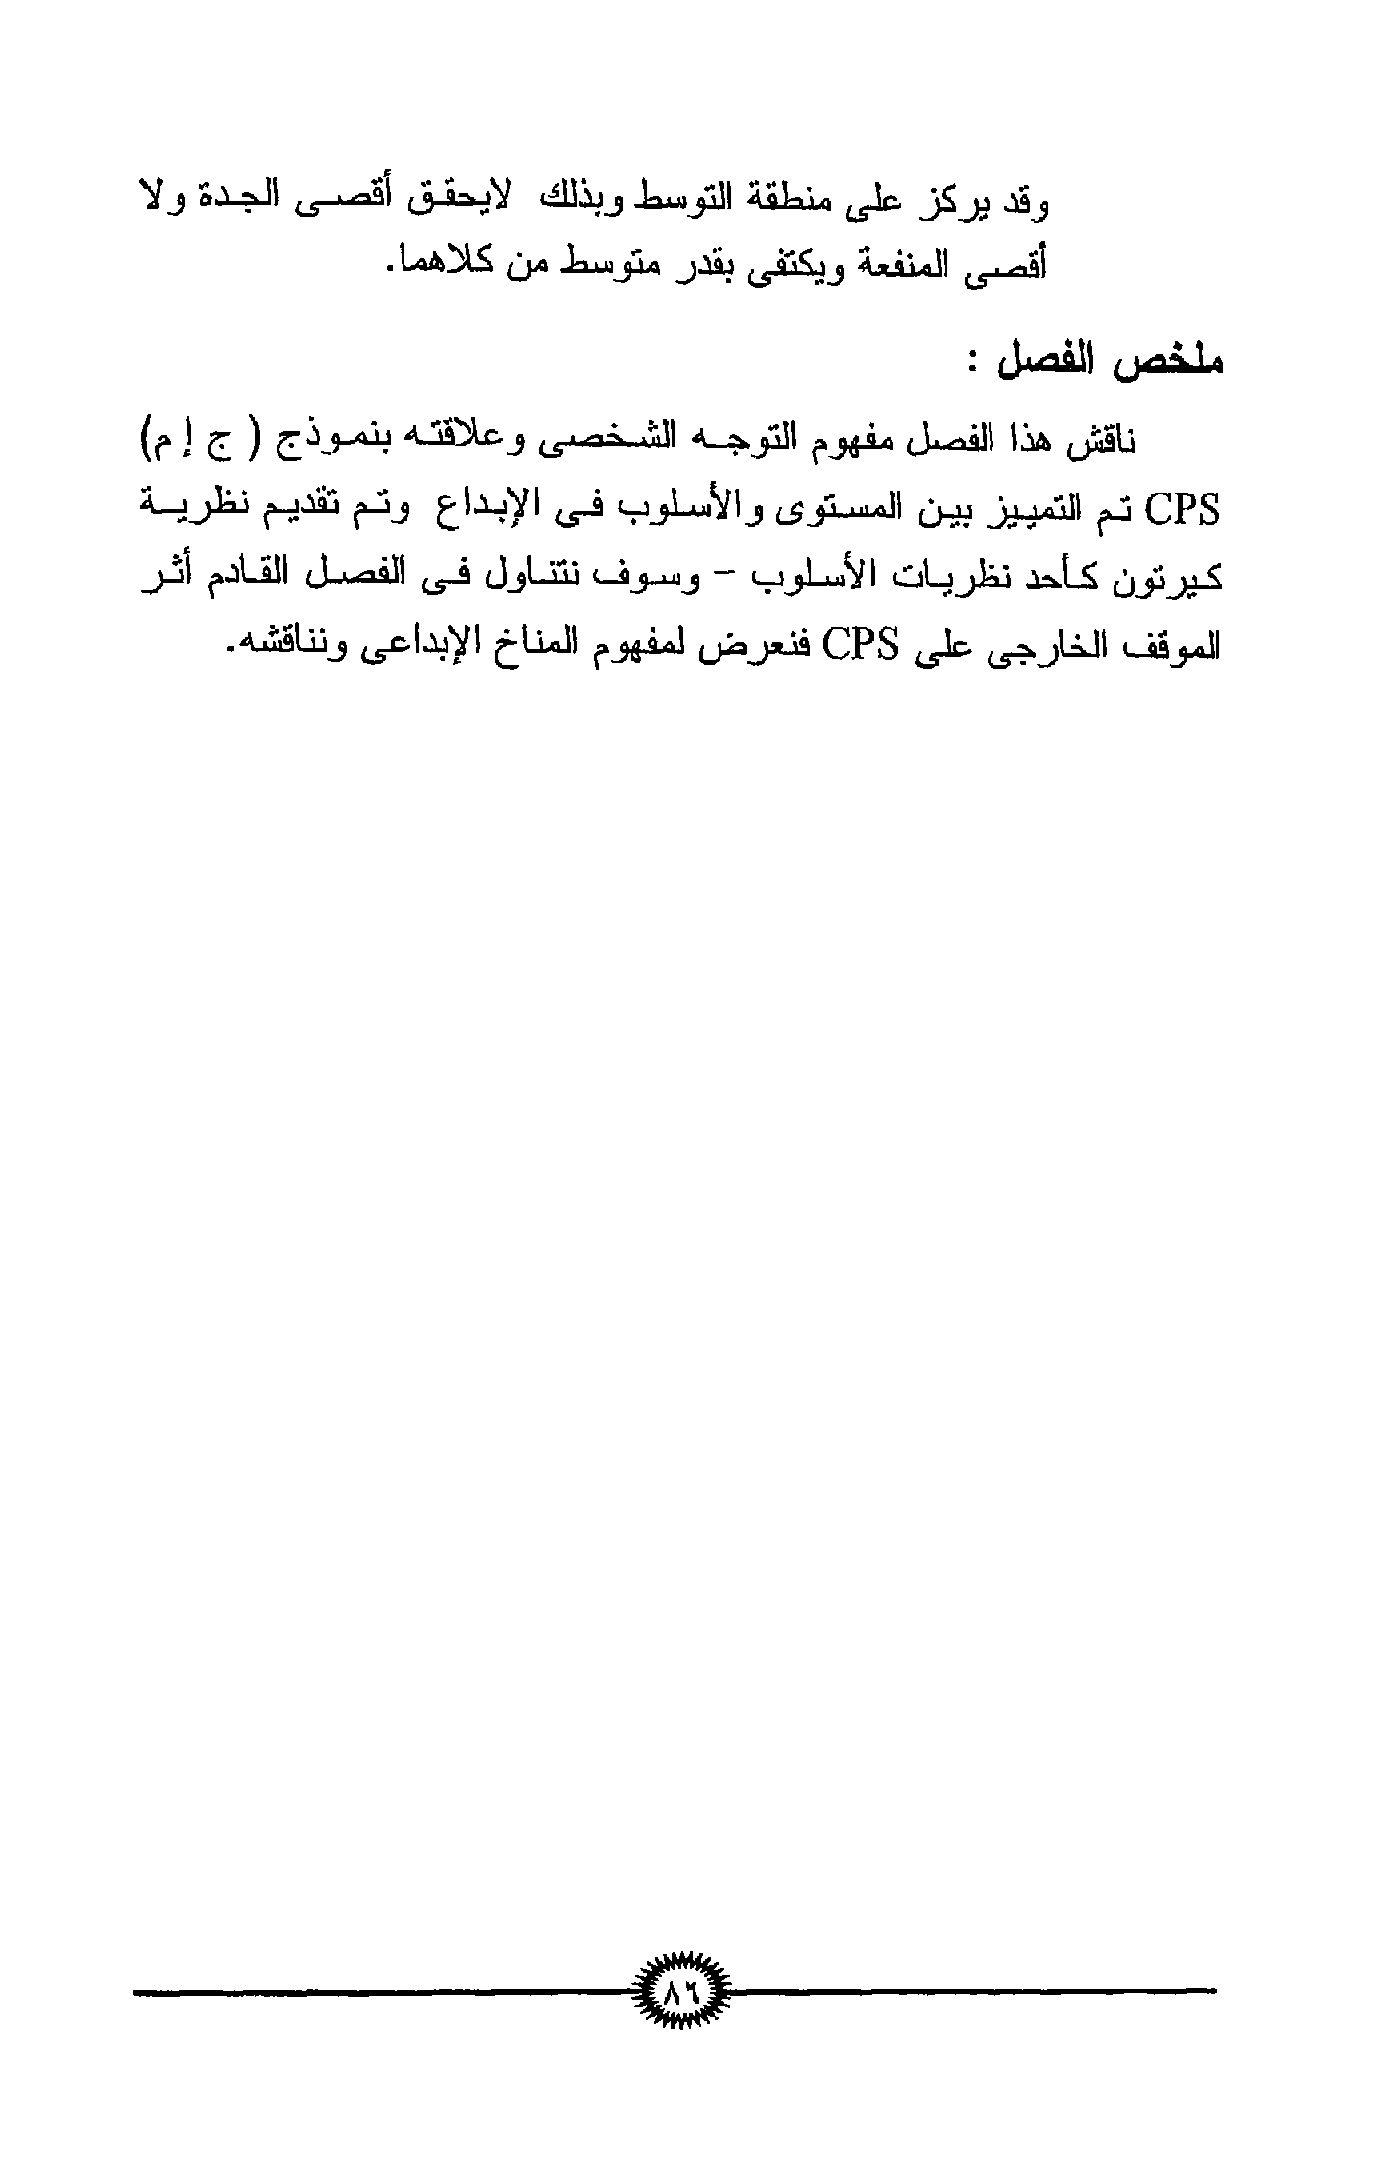 وقد يركز على منطقة التوسط وبذلك لايحقق أقصى الجدة ولا
أقصى المنفعة ويكتفى بقدر متوسط من كلاهما.
ملخص الفصل :
ناقش هذا الفصل مفهوم التوجه الشخصى وعلاقته بنموذج ( ج إ م)
CPS تم التمييز بين المستوى والأسلوب فى الإبداع وتم تقديم نظرية
كيرتون كأحد نظريات الأسلوب - وسوف نتناول فى الفصل القادم أثر
الموقف الخارجى على CPS فنعرض لمفهوم المناخ الإبداعى ونناقشه.
٨٦